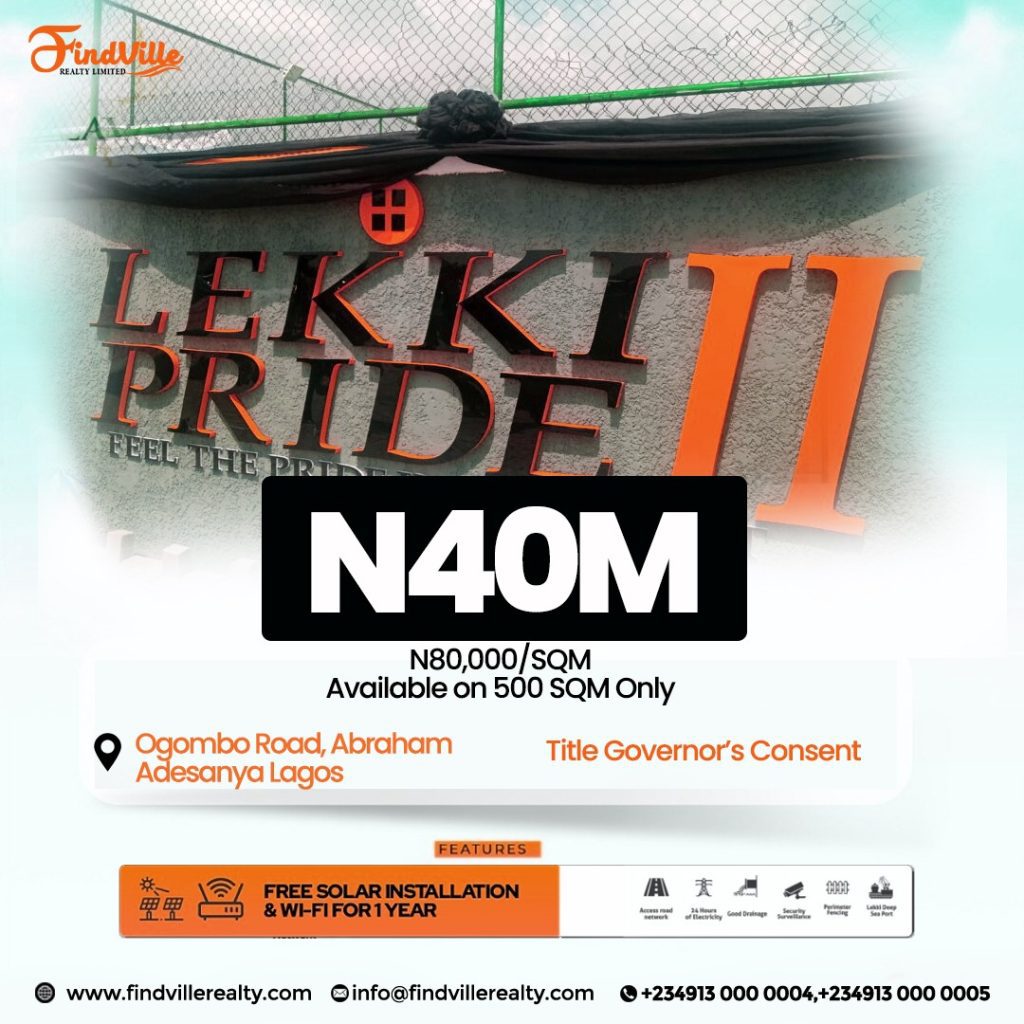 FindVille
REALTY LIMITED
LEKKI
PRIDE II
FEEL THE PRIDE
N40M
N80,000/SQM
Available on 500 SQM Only
Ogombo Road, Abraham
Adesanya Lagos
Title Governor's Consent
FEATURES
FREE SOLAR INSTALLATION
& WI-FI FOR 1 YEAR
Access road
network
24 Hours
of Electricity
Good Drainage
Security
Surveillance
Perimeter
Fencing
Lekki Deep
Sea Port
www.findvillerealty.com
info@findvillerealty.com
+234913 000 0004,+234913 000 0005